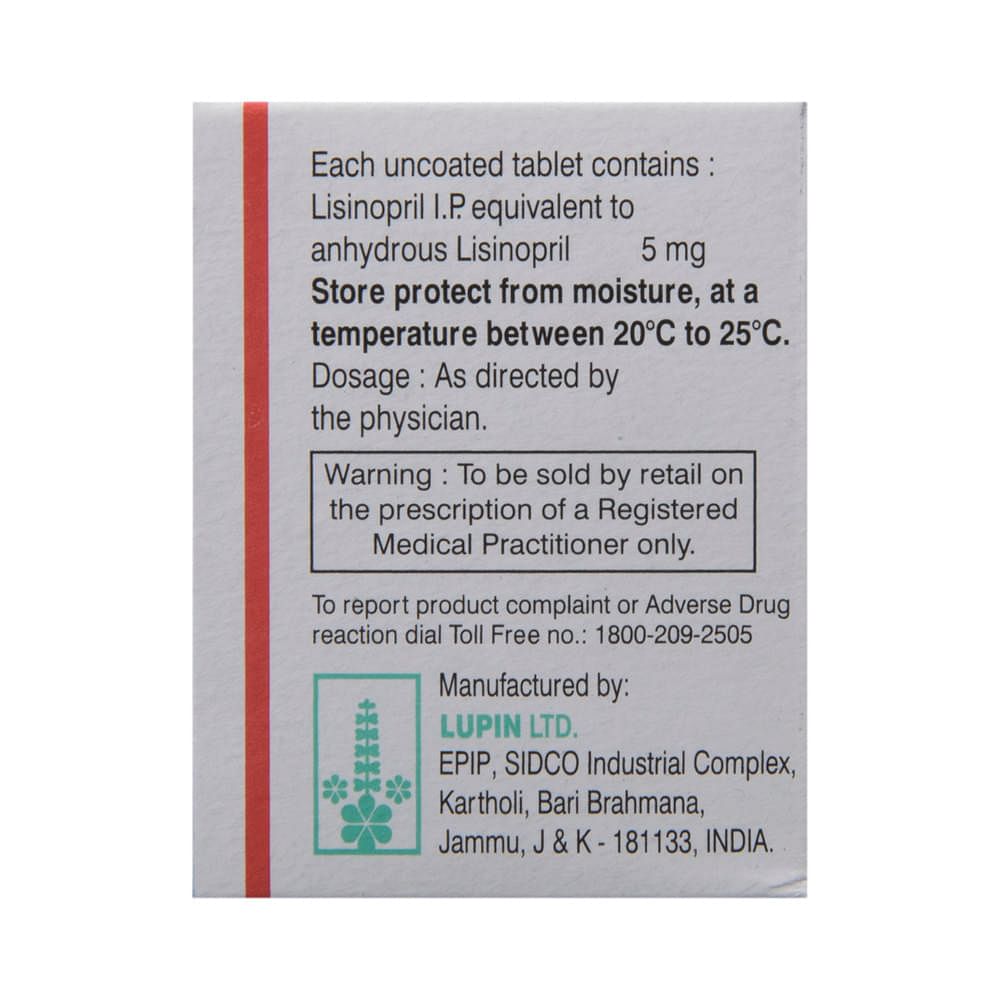 Each uncoated tablet contains :
Lisinopril I.P. equivalent to
anhydrous Lisinopril 5 mg
Store protect from moisture, at a
temperature between 20°C to 25°C.
Dosage : As directed by
the physician.
Warning : To be sold by retail on
the prescription of a Registered
Medical Practitioner only.
To report product complaint or Adverse Drug
reaction dial Toll Free no.: 1800-209-2505
Manufactured by:
LUPIN LTD.
EPIP, SIDCO Industrial Complex,
Kartholi, Bari Brahmana,
Jammu, J & K - 181133, INDIA.